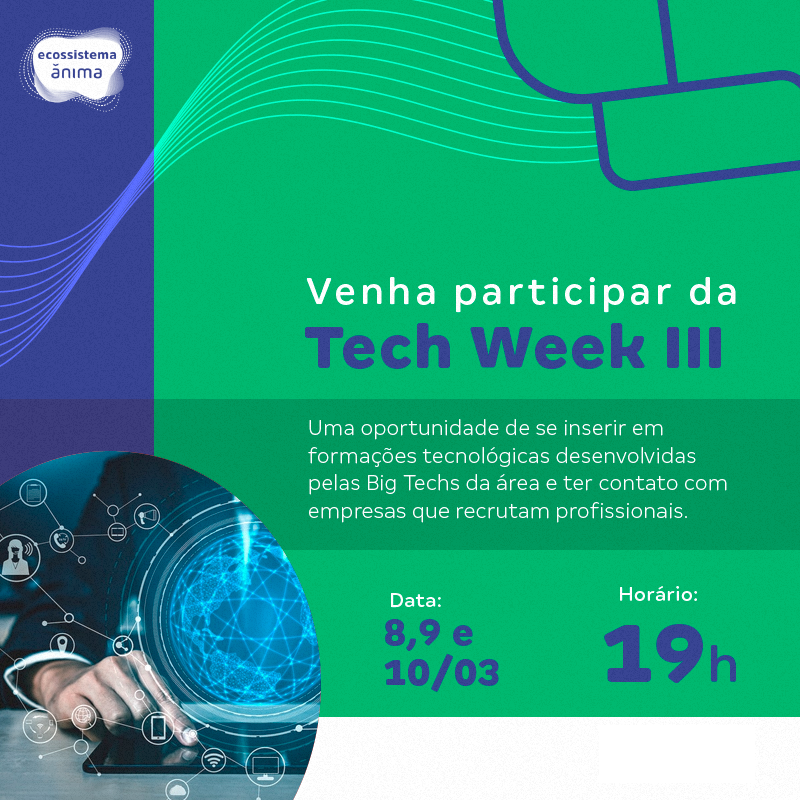 ecossistema
ănıma
Venha participar da
Tech Week III
Uma oportunidade de se inserir em
formações tecnológicas desenvolvidas
pelas Big Techs da área e ter contato com
empresas que recrutam profissionais.
Data:
8,9 e
10/03
Horário:
19h